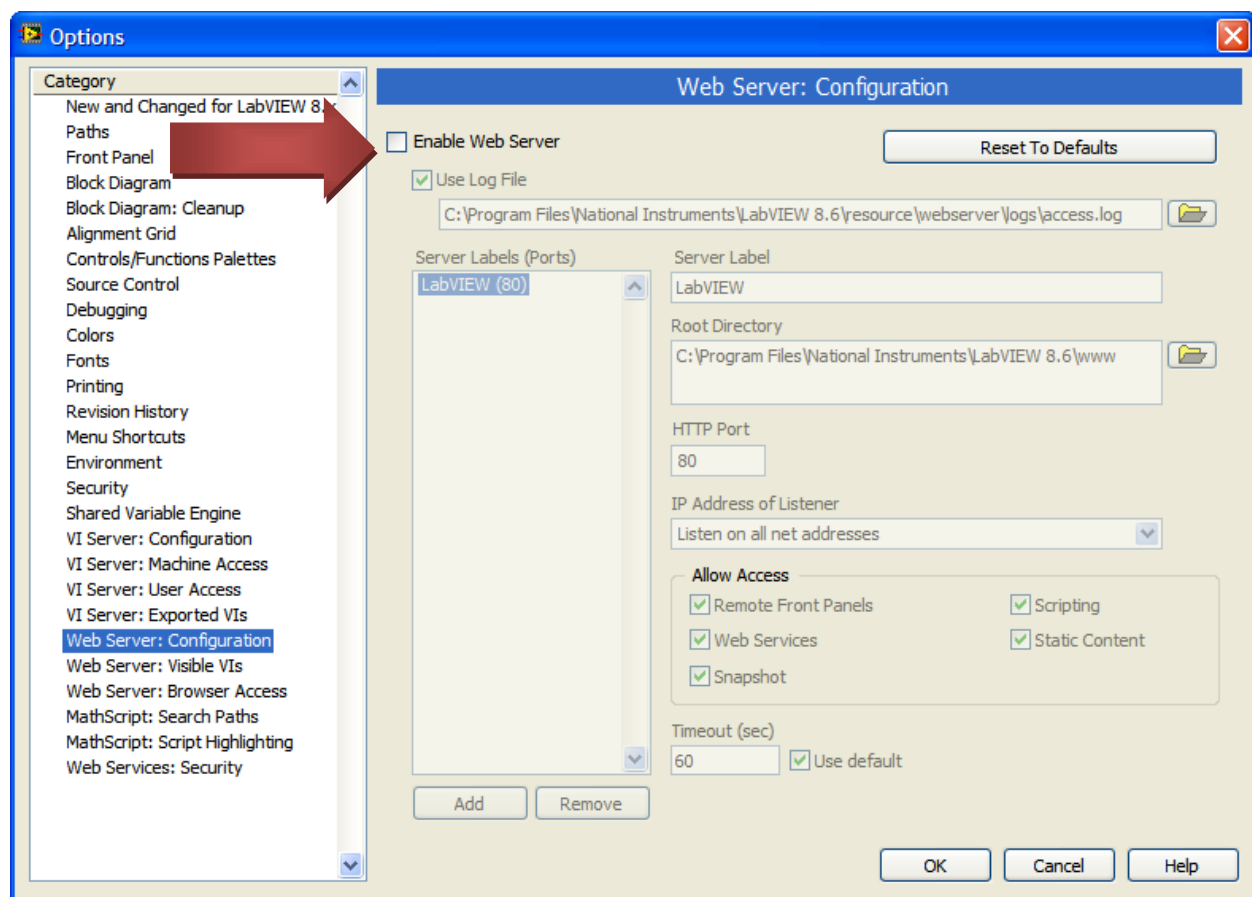 Options
Category
New and Changed for LabVIEW 8.
Paths
Front Panel
Block Diagram
Block Diagram: Cleanup
Alignment Grid
Controls/Functions Palettes
Source Control
Debugging
Colors
Fonts
Printing
Revision History
Menu Shortcuts
Environment
Security
Shared Variable Engine
VI Server: Configuration
VI Server: Machine Access
VI Server: User Access
VI Server: Exported VIs
Web Server: Configuration
Web Server: Visible VIs
Web Server: Browser Access
MathScript: Search Paths
MathScript: Script Highlighting
Web Services: Security
Web Server: Configuration
Enable Web Server
Reset To Defaults
Use Log File
C:\Program Files\National Instruments\LabVIEW 8.6\resource\webserver\logs\access.log
Server Labels (Ports)
LabVIEW (80)
Add
Remove
Server Label
LabVIEW
Root Directory
C:\Program Files\National Instruments\LabVIEW 8.6\www
HTTP Port
80
IP Address of Listener
Listen on all net addresses
Allow Access
Remote Front Panels
Scripting
Web Services
Static Content
Snapshot
Timeout (sec)
60
Use default
OK
Cancel
Help